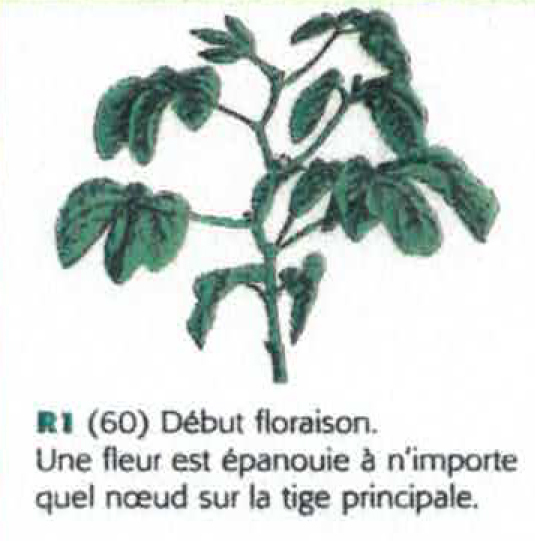 R1 (60) Début floraison.
Une fleur est épanouie à n'importe
quel nœud sur la tige principale.